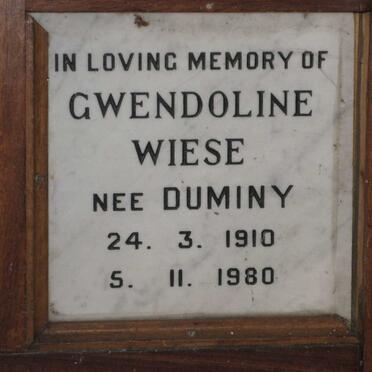 IN LOVING MEMORY OF
GWENDOLINE
WIESE
NEE DUMINY
24. 3. 1910
5. 11. 1980